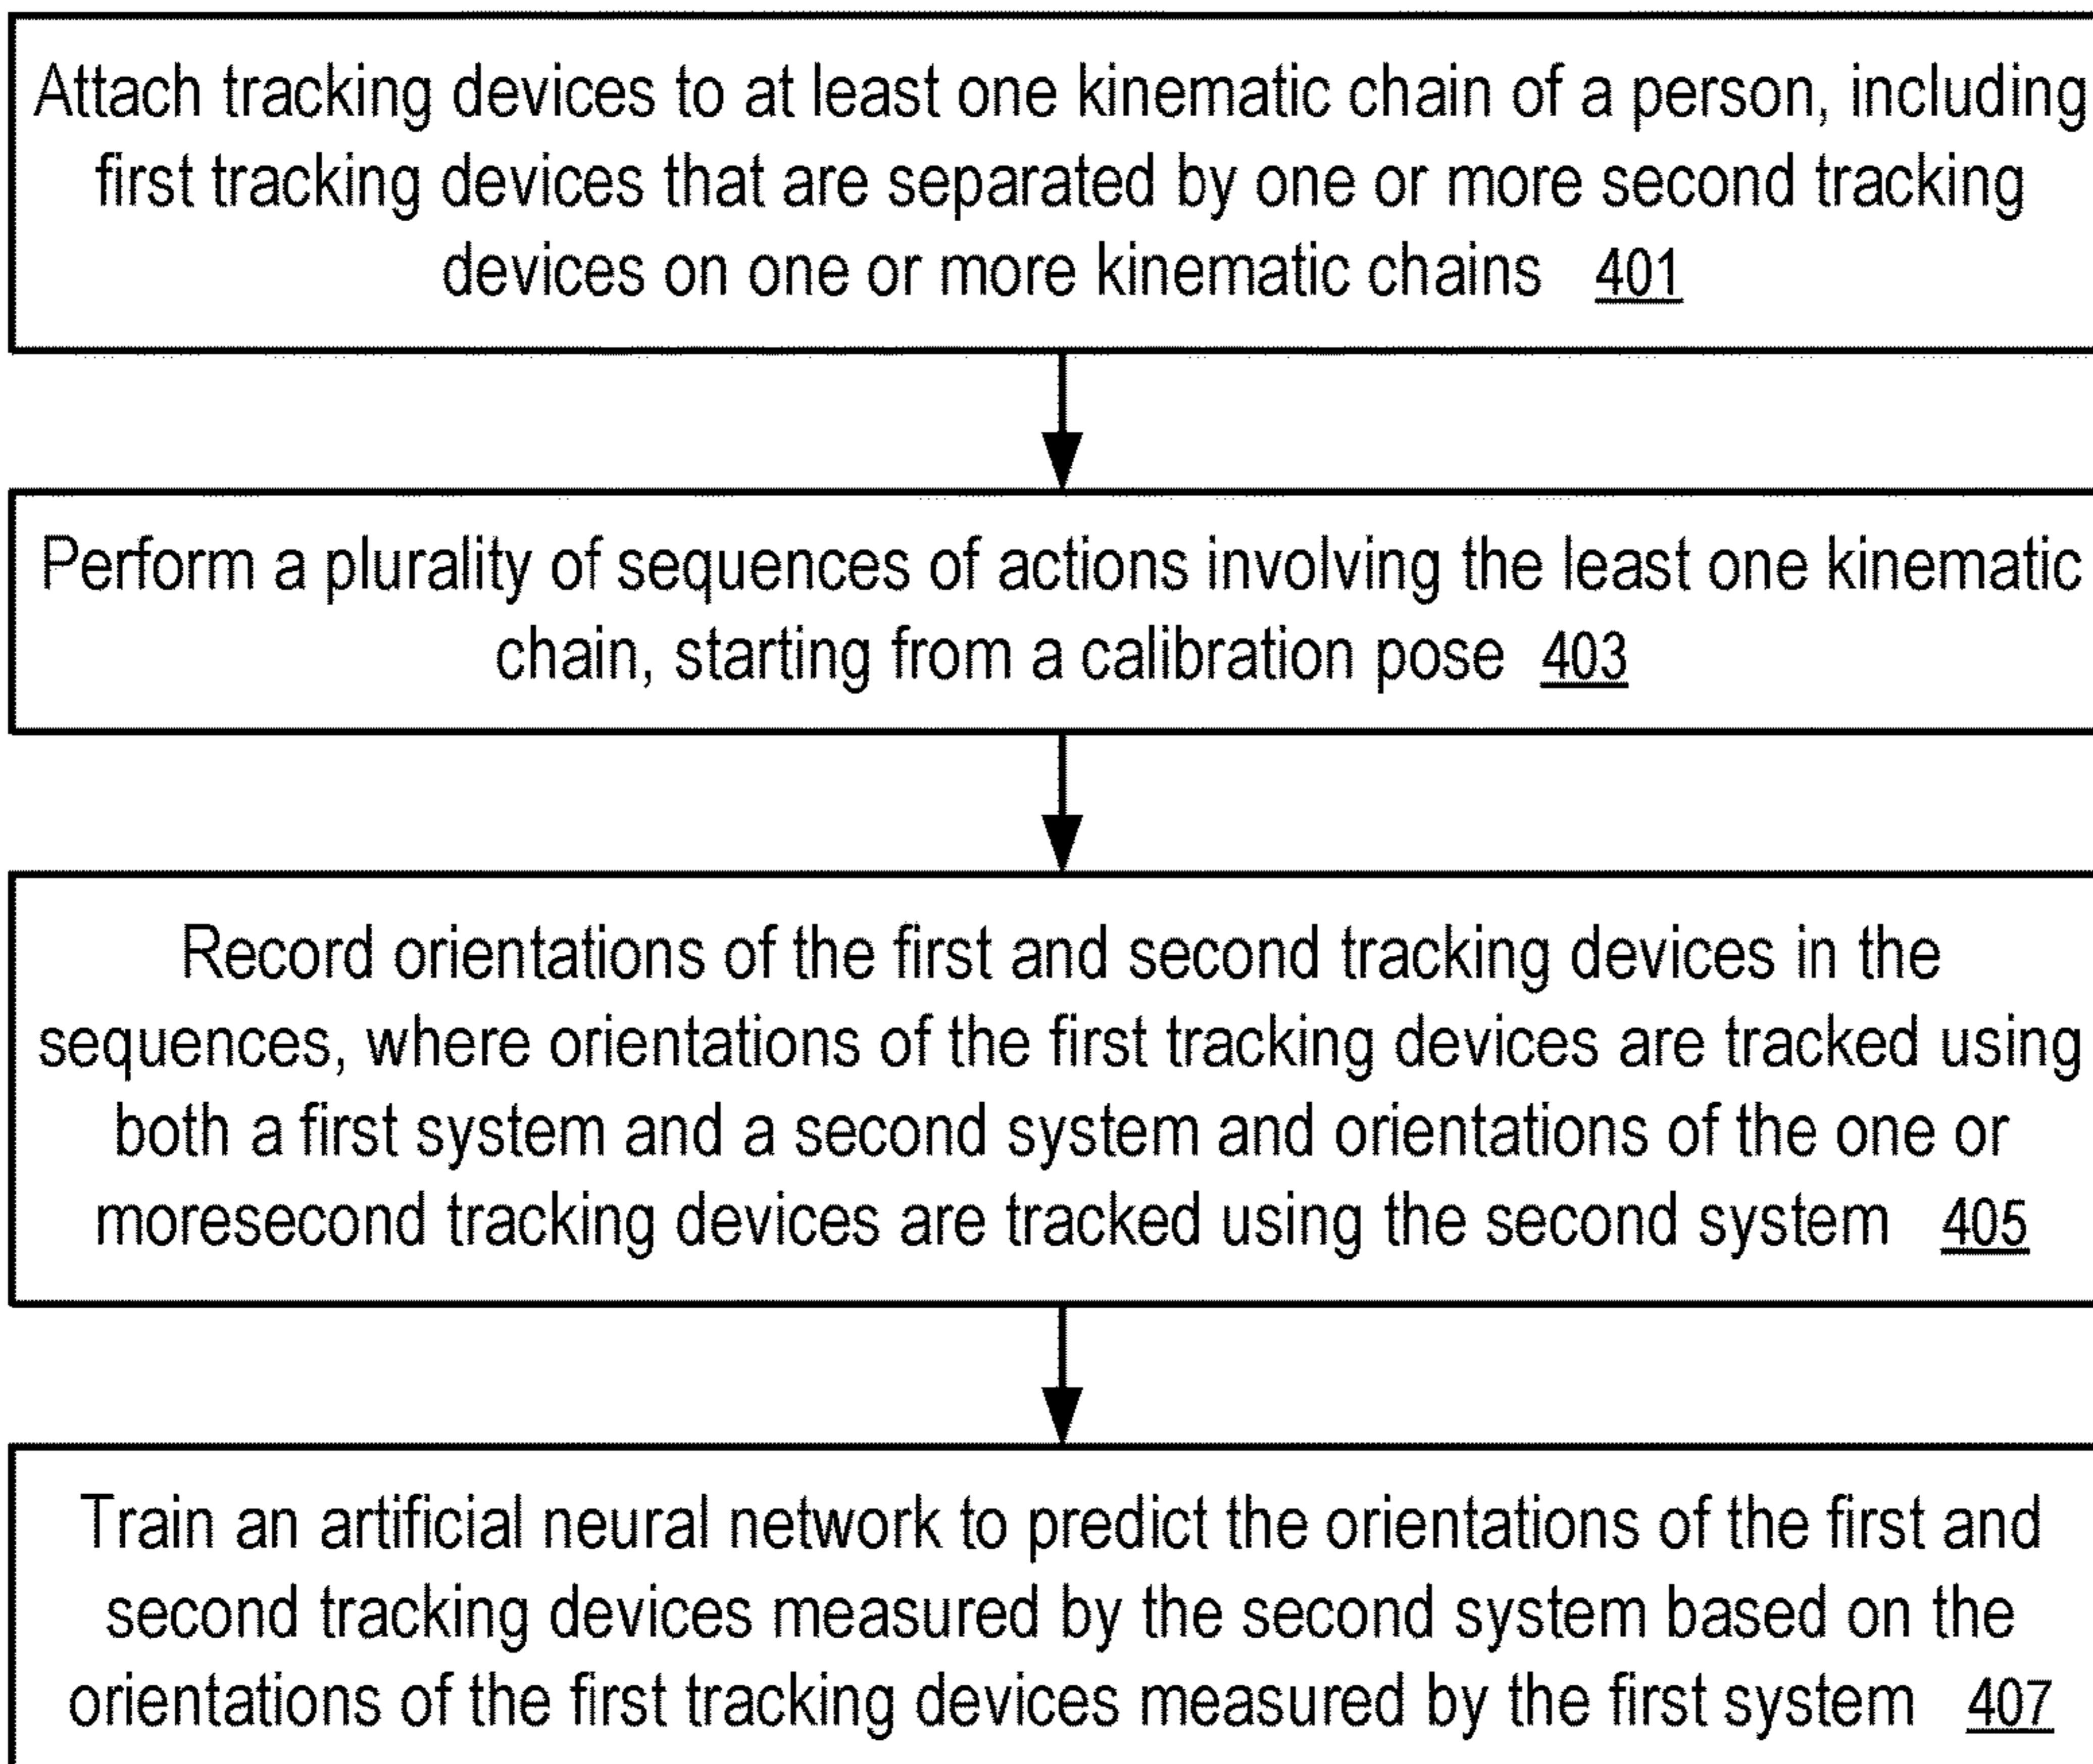 Attach tracking devices to at least one kinematic chain of a person, including
first tracking devices that are separated by one or more second tracking
devices on one or more kinematic chains 401
Perform a plurality of sequences of actions involving the least one kinematic
chain, starting from a calibration pose 403
Record orientations of the first and second tracking devices in the
sequences, where orientations of the first tracking devices are tracked using
both a first system and a second system and orientations of the one or
moresecond tracking devices are tracked using the second system 405
Train an artificial neural network to predict the orientations of the first and
second tracking devices measured by the second system based on the
orientations of the first tracking devices measured by the first system 407